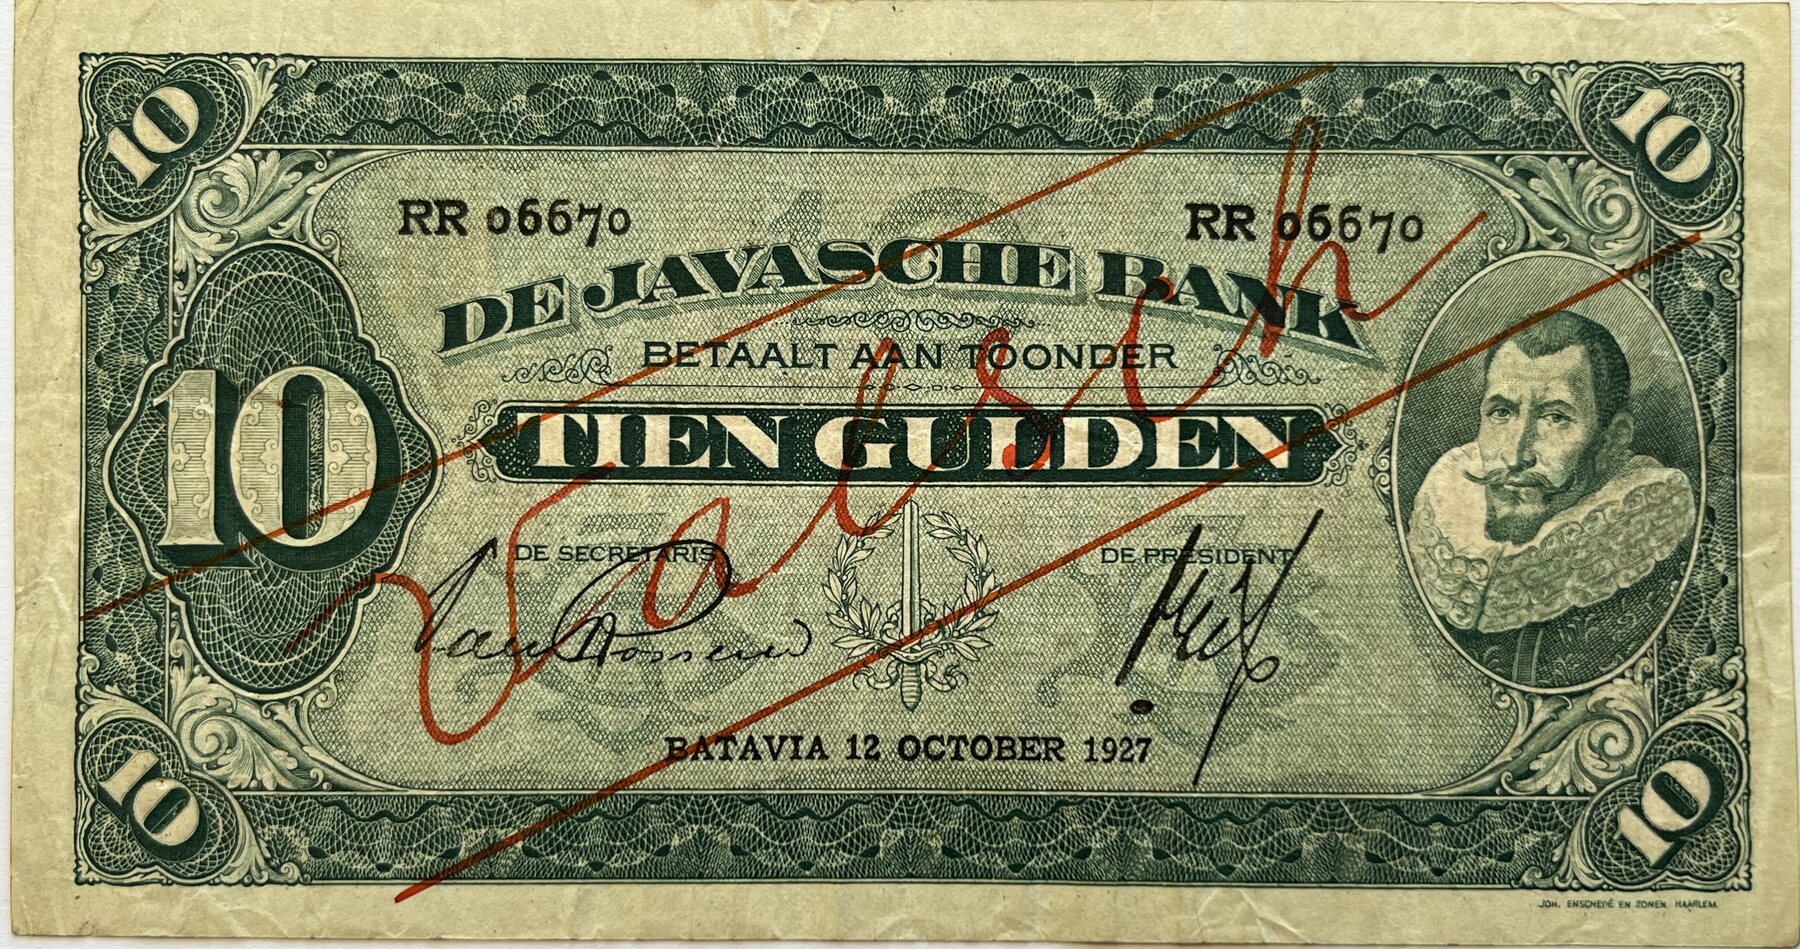 10
10
RR 06670
RR 06670
DE JAVASCHE BANK
BETAALT AAN TOONDER
10
TIEN GULDEN
Valsch
DE SECRETARIS
DE PRESIDENT
BATAVIA 12 OCTOBER 1927
10
10
JOH. ENSCHEDÉ EN ZONEN. HAARLEM.